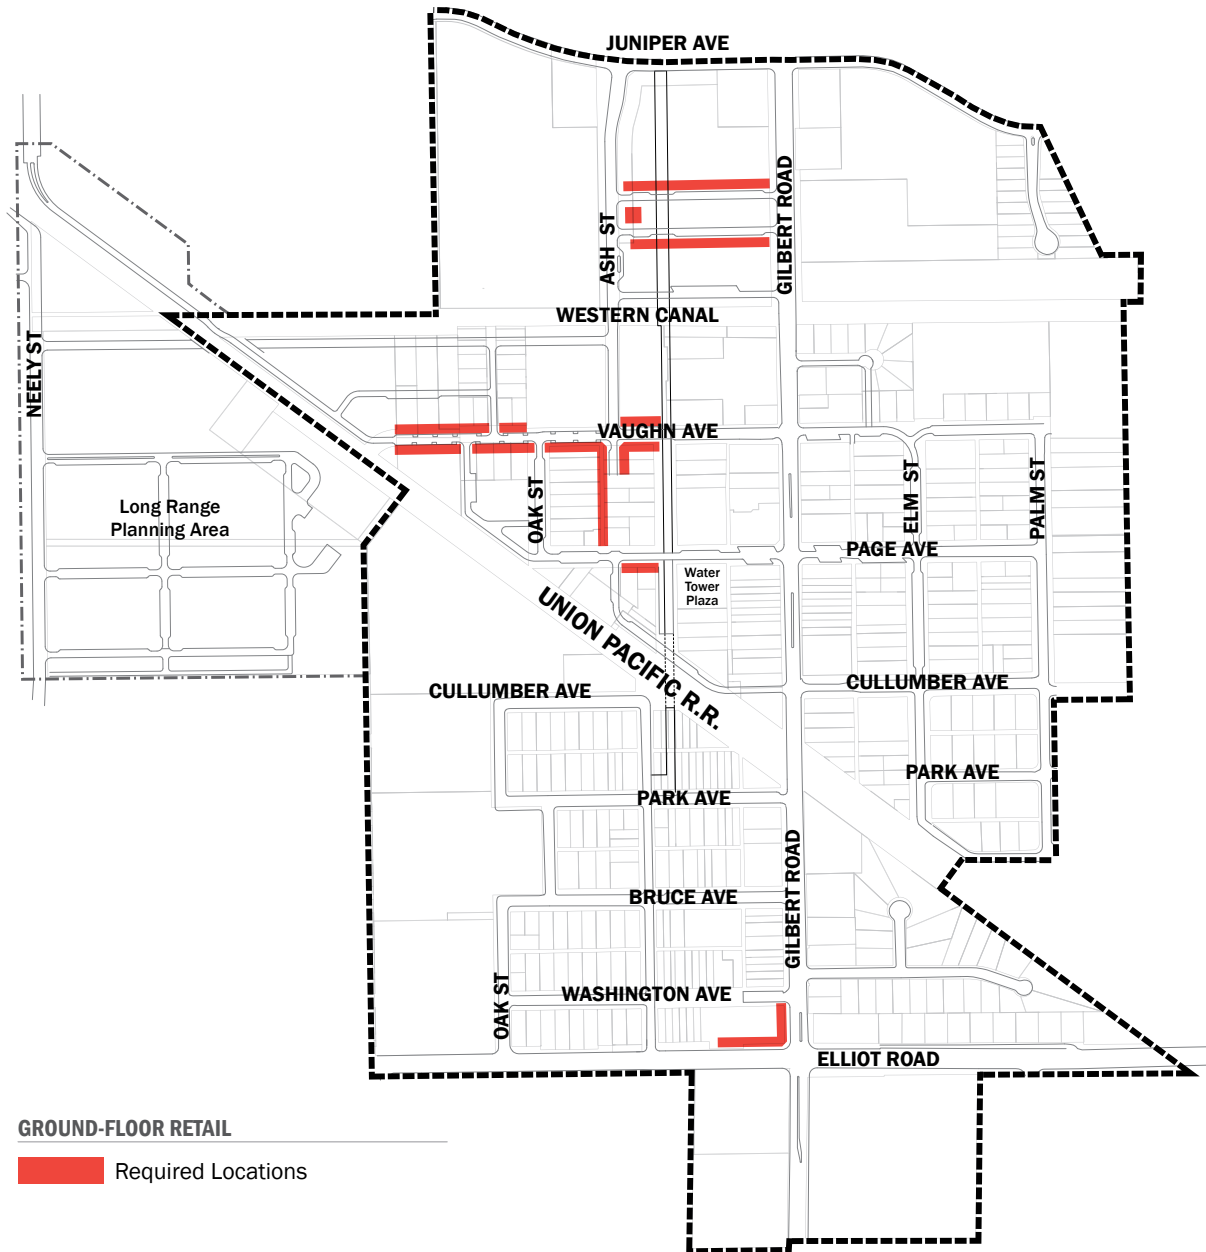 JUNIPER AVE
GILBERT ROAD
ASH ST
WESTERN CANAL
NEELY ST
VAUGHN AVE
OAK ST
ELM ST
PALM ST
Long Range
Planning Area
PAGE AVE
Water
Tower
Plaza
UNION PACIFIC R.R.
CULLUMBER AVE
CULLUMBER AVE
PARK AVE
PARK AVE
GILBERT ROAD
BRUCE AVE
OAK ST
WASHINGTON AVE
ELLIOT ROAD
GROUND-FLOOR RETAIL
Required Locations